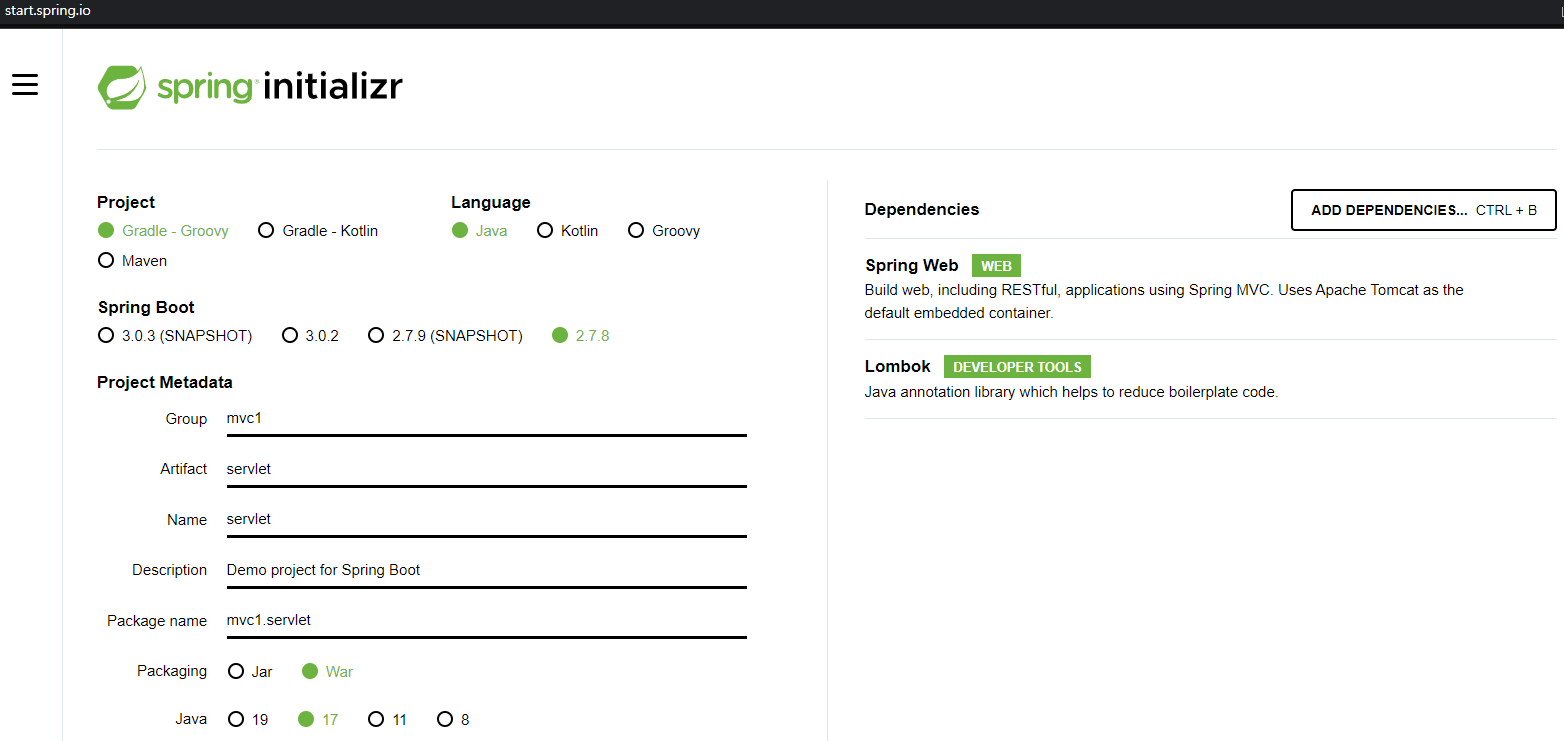 start.spring.io
spring initializr
Project
Gradle - Groovy Gradle - Kotlin
Maven
Language
Java Kotlin Groovy
Spring Boot
3.0.3 (SNAPSHOT) 3.0.2 2.7.9 (SNAPSHOT) 2.7.8
Project Metadata
Group mvc1
Artifact servlet
Name servlet
Description Demo project for Spring Boot
Package name mvc1.servlet
Packaging Jar War
Java 19 17 11 8
Dependencies ADD DEPENDENCIES... CTRL + B
Spring Web WEB
Build web, including RESTful, applications using Spring MVC. Uses Apache Tomcat as the
default embedded container.
Lombok DEVELOPER TOOLS
Java annotation library which helps to reduce boilerplate code.